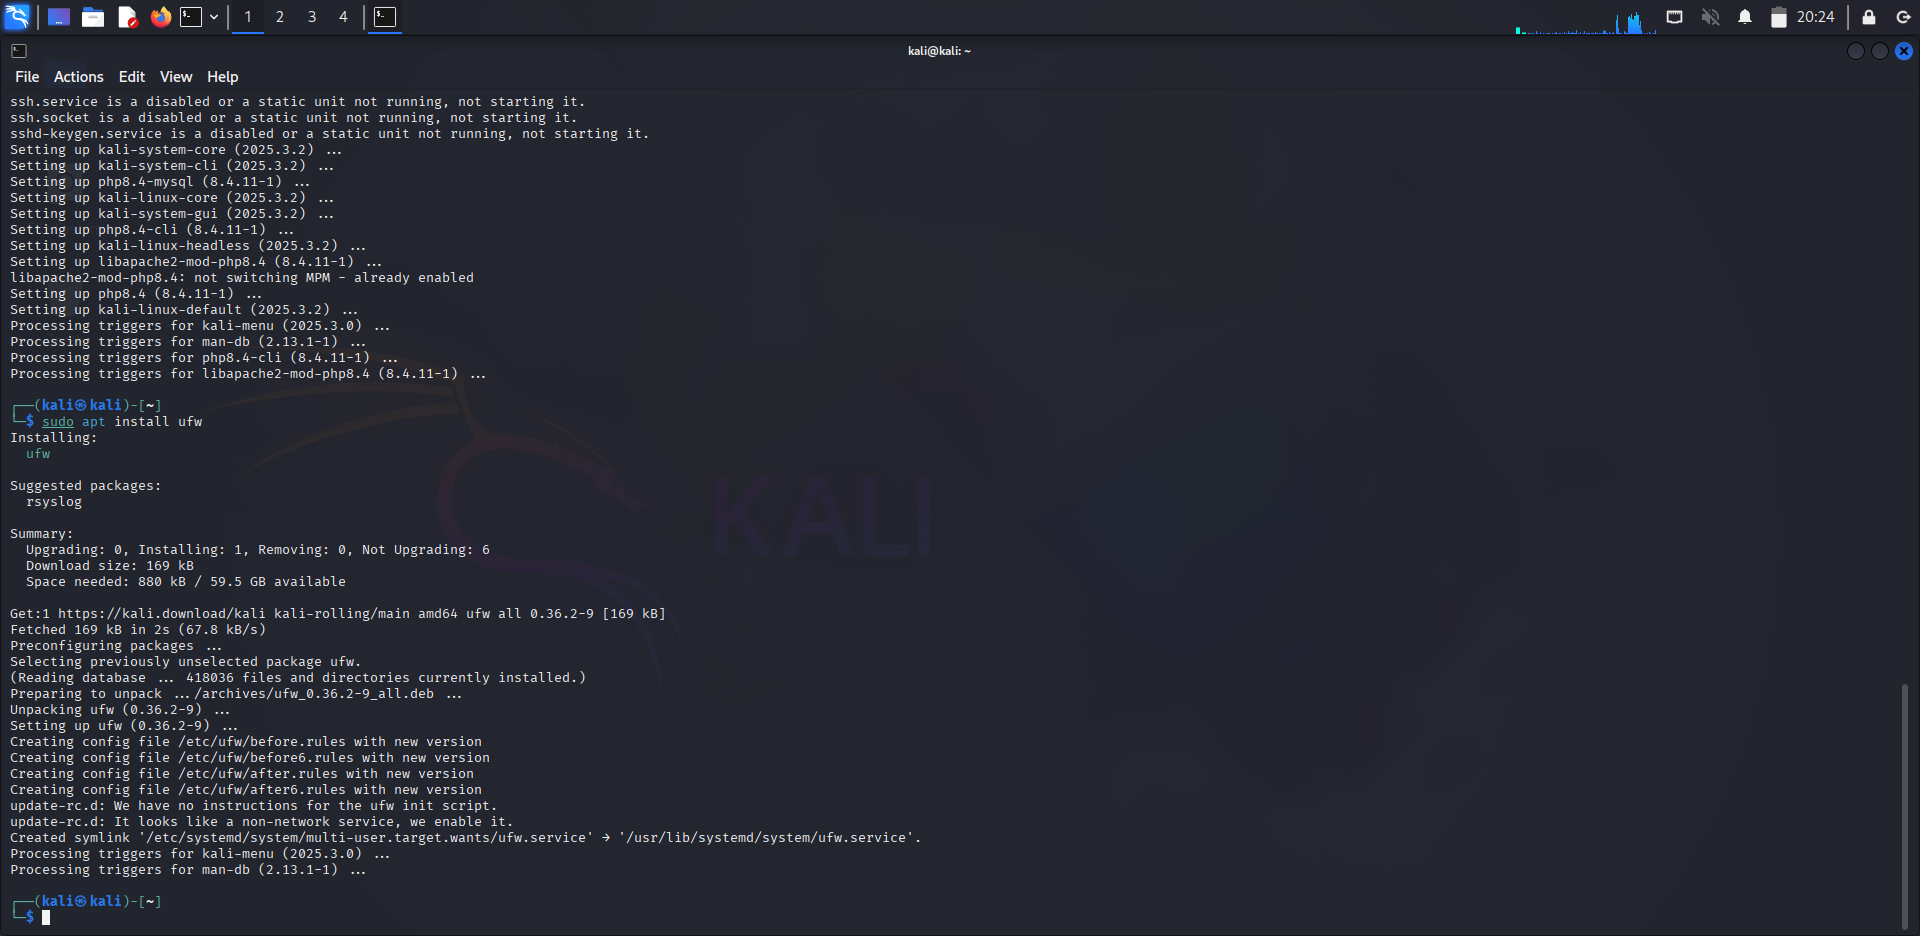 1 2 3 4 20:24
kali@kali: ~
File Actions Edit View Help
ssh.service is a disabled or a static unit not running, not starting it.
ssh.socket is a disabled or a static unit not running, not starting it.
sshd-keygen.service is a disabled or a static unit not running, not starting it.
Setting up kali-system-core (2025.3.2) ...
Setting up kali-system-cli (2025.3.2) ...
Setting up php8.4-mysql (8.4.11-1) ...
Setting up kali-linux-core (2025.3.2) ...
Setting up kali-system-gui (2025.3.2) ...
Setting up php8.4-cli (8.4.11-1) ...
Setting up kali-linux-headless (2025.3.2) ...
Setting up libapache2-mod-php8.4 (8.4.11-1) ...
libapache2-mod-php8.4: not switching MPM - already enabled
Setting up php8.4 (8.4.11-1) ...
Setting up kali-linux-default (2025.3.2) ...
Processing triggers for kali-menu (2025.3.0) ...
Processing triggers for man-db (2.13.1-1) ...
Processing triggers for php8.4-cli (8.4.11-1) ...
Processing triggers for libapache2-mod-php8.4 (8.4.11-1) ...
┌──(kali㉿kali)-[~]
└─$ sudo apt install ufw
Installing:
ufw
Suggested packages:
rsyslog
KALI
Summary:
Upgrading: 0, Installing: 1, Removing: 0, Not Upgrading: 6
Download size: 169 kB
Space needed: 880 kB / 59.5 GB available
Get:1 https://kali.download/kali kali-rolling/main amd64 ufw all 0.36.2-9 [169 kB]
Fetched 169 kB in 2s (67.8 kB/s)
Preconfiguring packages ...
Selecting previously unselected package ufw.
(Reading database ... 418036 files and directories currently installed.)
Preparing to unpack .../archives/ufw_0.36.2-9_all.deb ...
Unpacking ufw (0.36.2-9) ...
Setting up ufw (0.36.2-9) ...
Creating config file /etc/ufw/before.rules with new version
Creating config file /etc/ufw/before6.rules with new version
Creating config file /etc/ufw/after.rules with new version
Creating config file /etc/ufw/after6.rules with new version
update-rc.d: We have no instructions for the ufw init script.
update-rc.d: It looks like a non-network service, we enable it.
Created symlink '/etc/systemd/system/multi-user.target.wants/ufw.service' → '/usr/lib/systemd/system/ufw.service'.
Processing triggers for kali-menu (2025.3.0) ...
Processing triggers for man-db (2.13.1-1) ...
┌──(kali㉿kali)-[~]
└─$